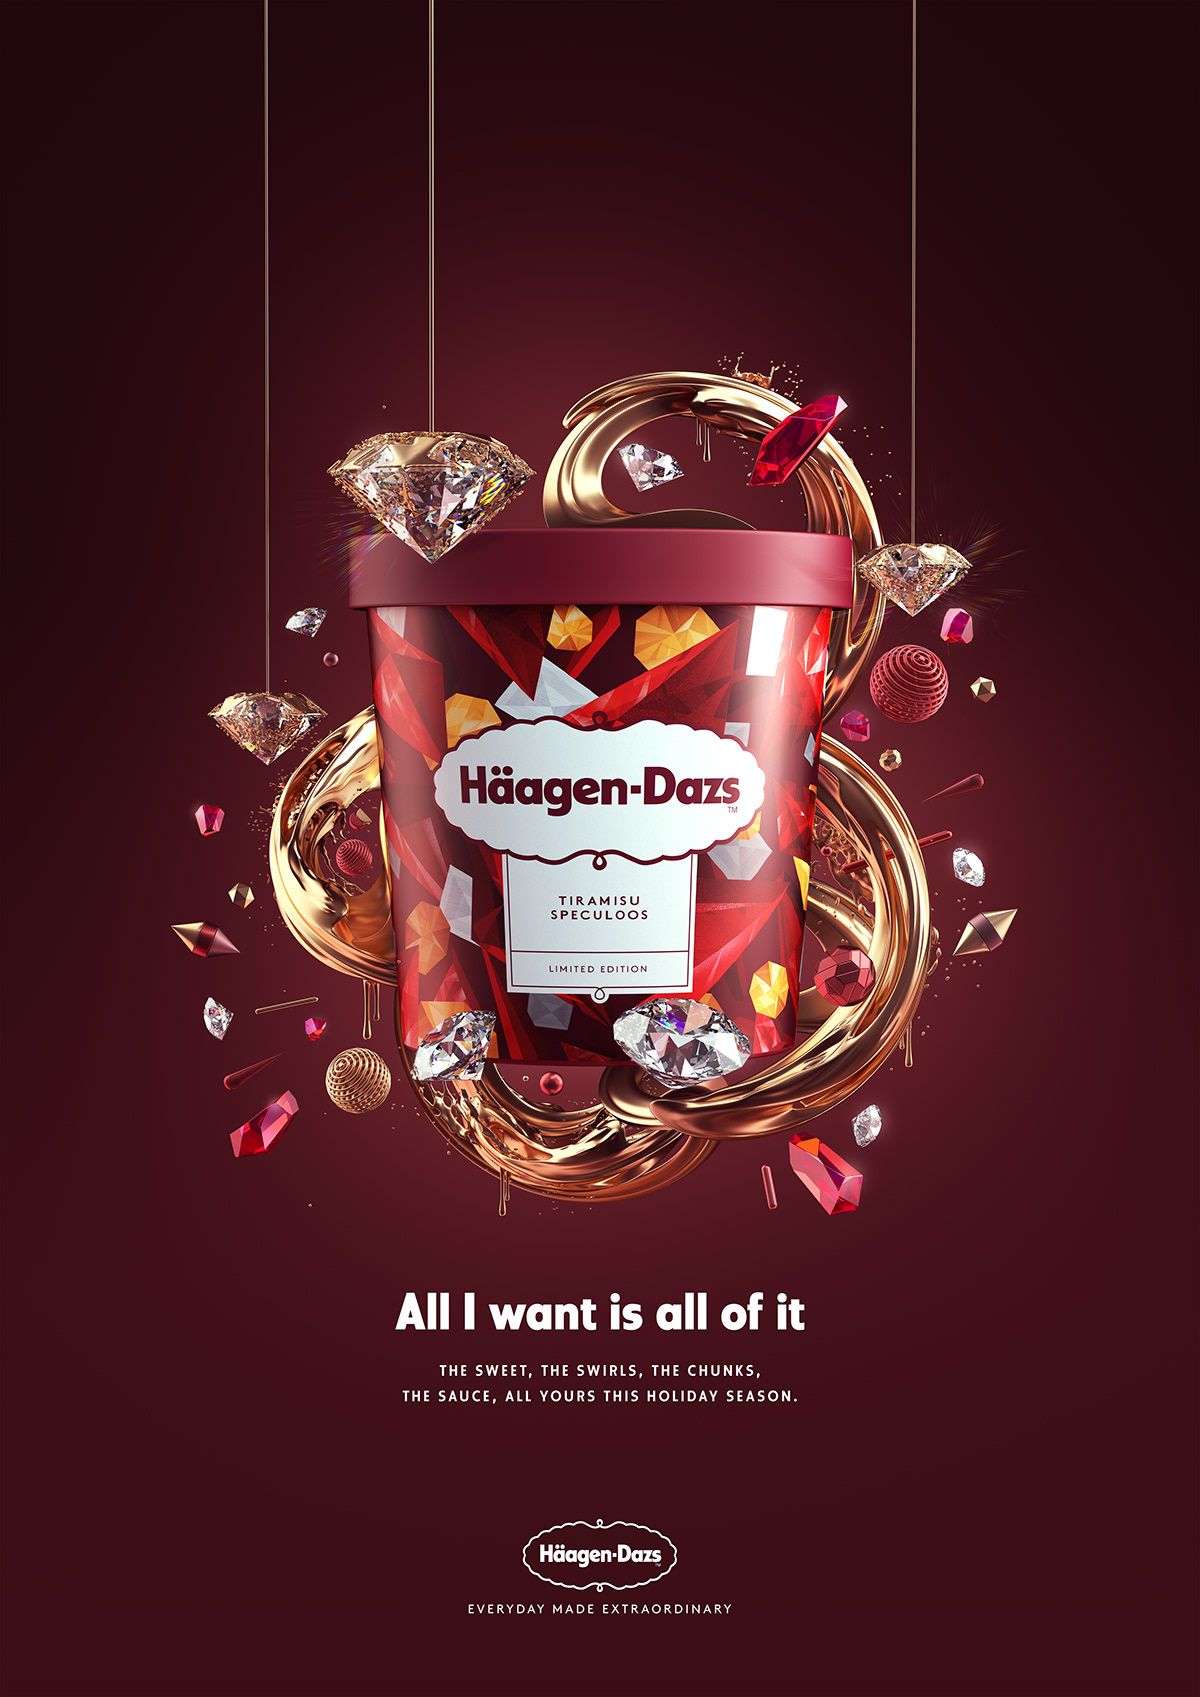 Häagen-Dazs
TM
TIRAMISU
SPECULOOS
LIMITED EDITION
All I want is all of it
THE SWEET, THE SWIRLS, THE CHUNKS,
THE SAUCE, ALL YOURS THIS HOLIDAY SEASON.
Häagen-Dazs
TM
EVERYDAY MADE EXTRAORDINARY